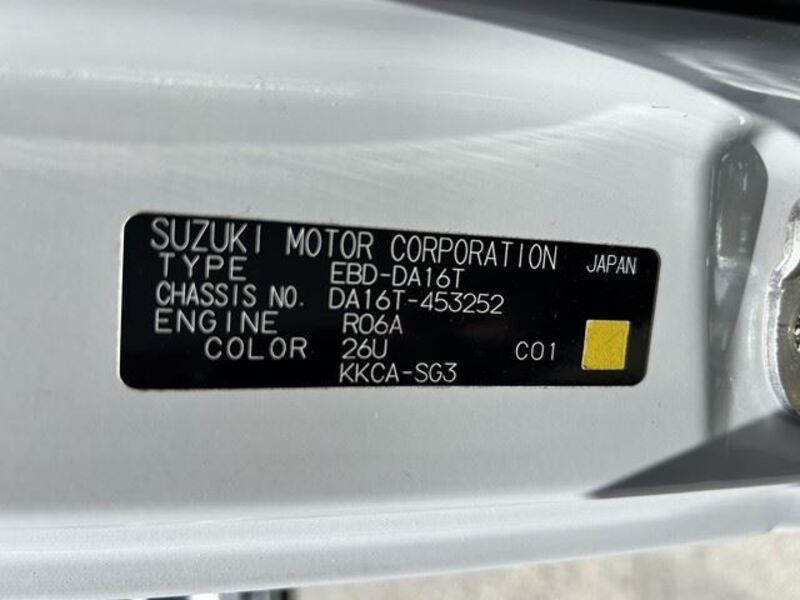 SUZUKI MOTOR CORPORATION JAPAN
TYPE EBD-DA16T
CHASSIS NO. DA16T-453252
ENGINE R06A
COLOR 26U C01
KKCA-SG3